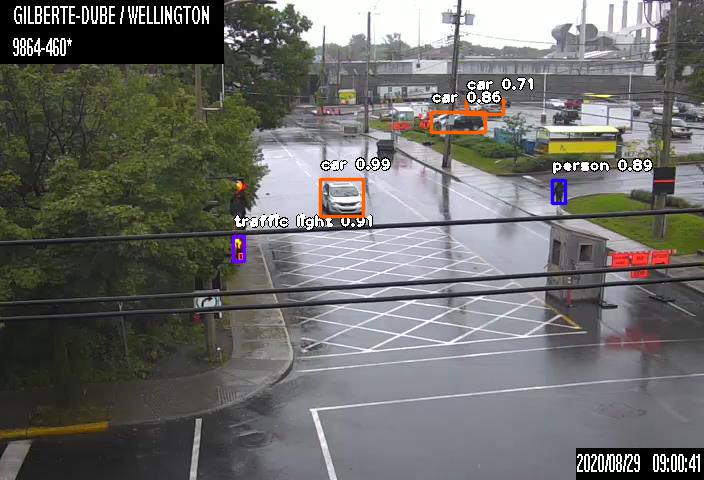 GILBERTE-DUBE / WELLINGTON
9864-460*
car 0.71
car 0.86
car 0.99
person 0.89
traffic light 0.91
2020/08/29 09:00:41